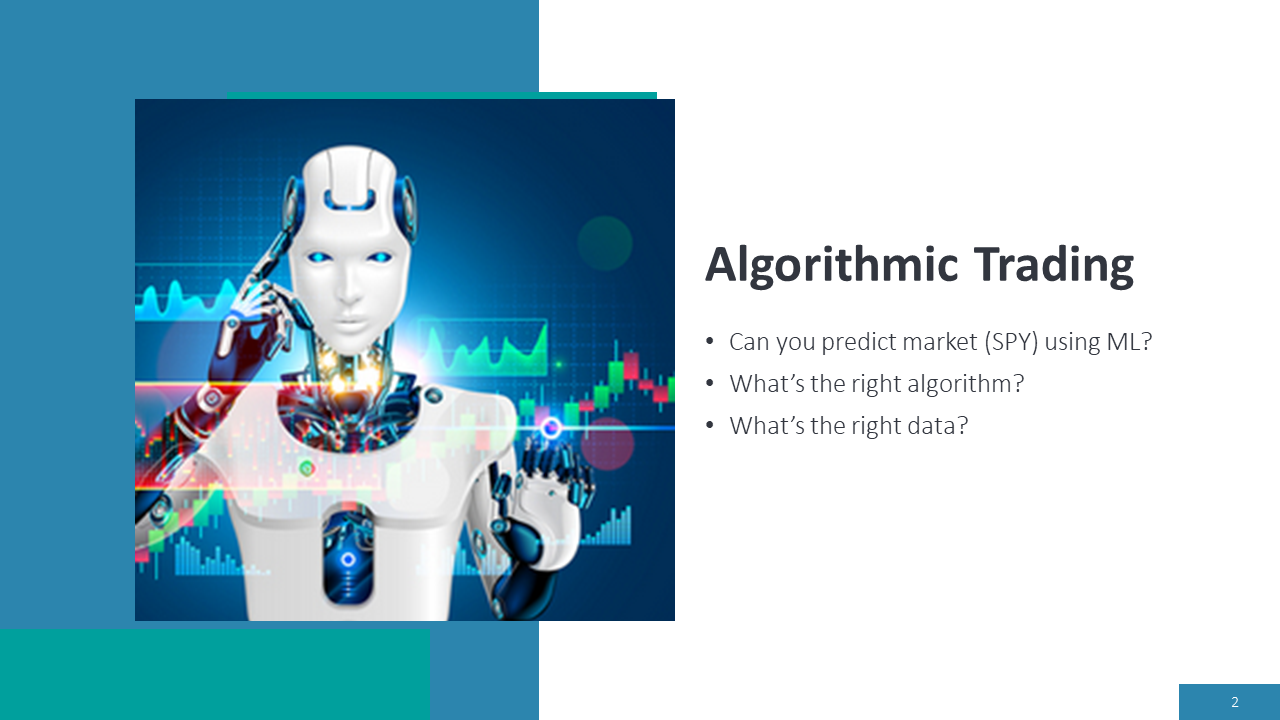 Algorithmic Trading
• Can you predict market (SPY) using ML?
• What’s the right algorithm?
• What’s the right data?
2